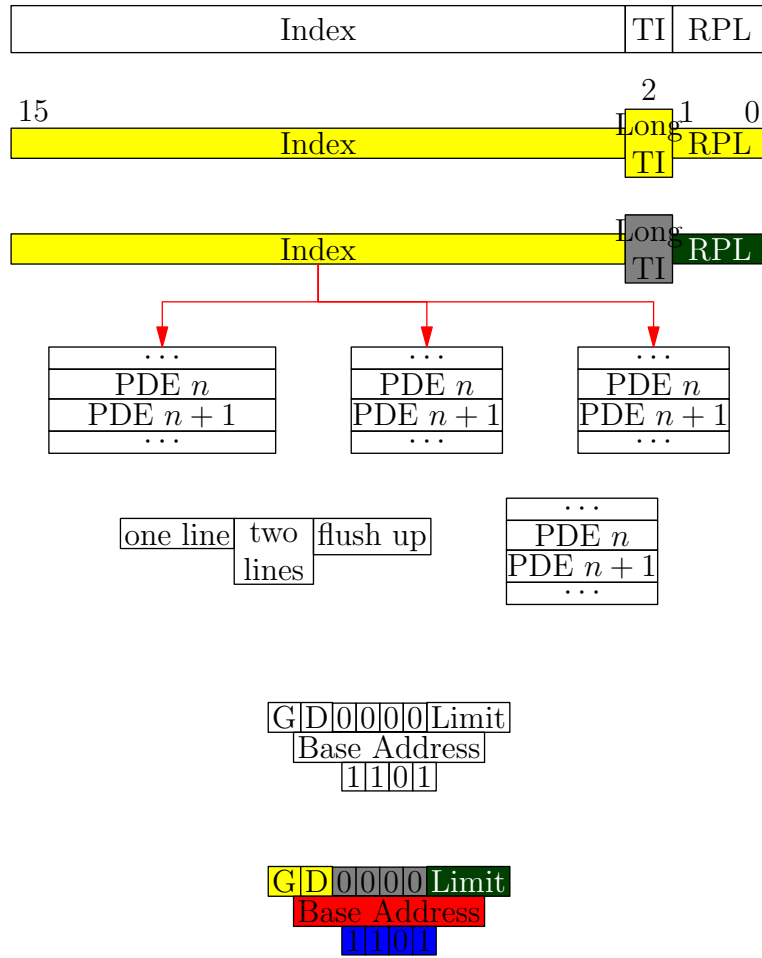 Index TI RPL
15 2 1 0
Index Long TI RPL
Index Long TI RPL
··· ··· ···
PDE n PDE n PDE n
PDE n + 1 PDE n + 1 PDE n + 1
··· ··· ···
one line two lines flush up
···
PDE n
PDE n + 1
···
G D 0 0 0 0 Limit
Base Address
1 1 0 1
G D 0 0 0 0 Limit
Base Address
1 1 0 1